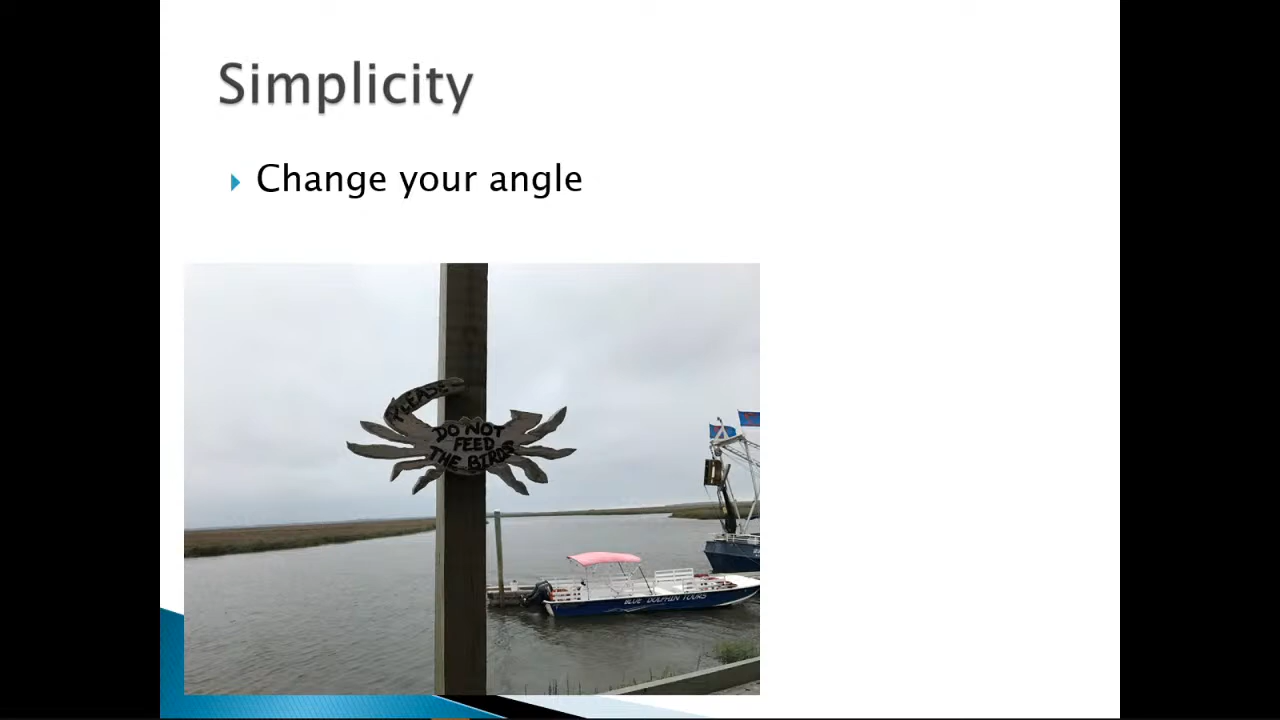 Simplicity
Change your angle
PLEASE
DO NOT
FEED
THE BIRDS
BLUE DOLPHIN TOURS